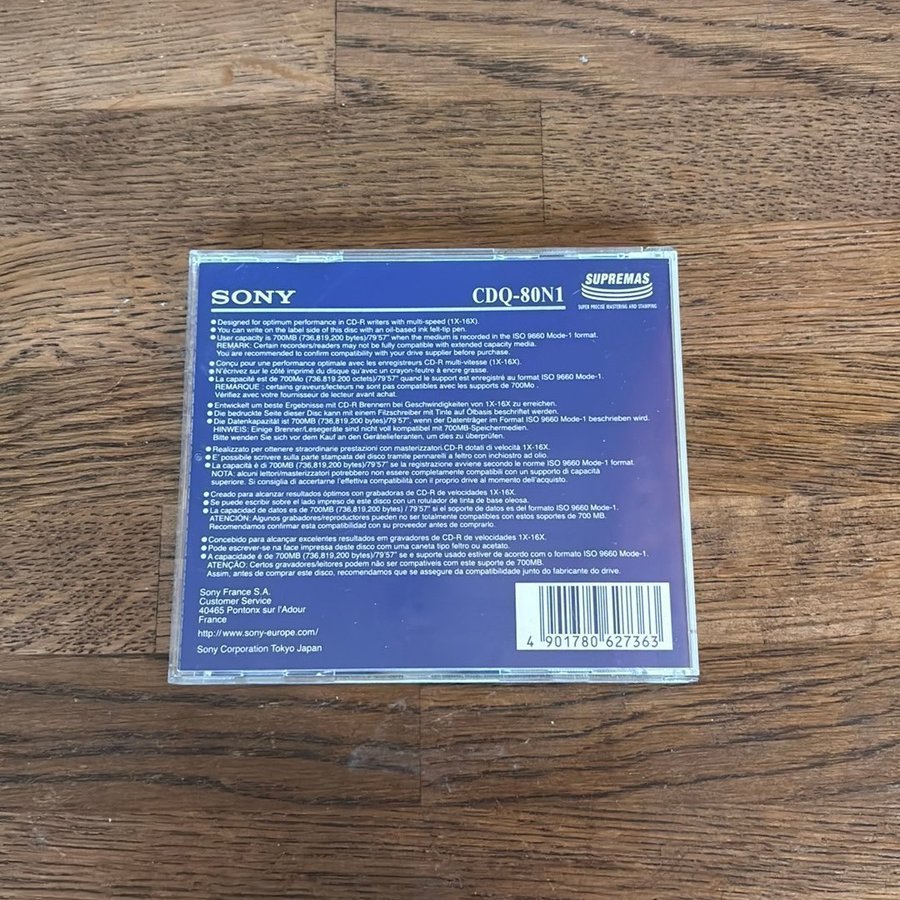 SONY
CDQ-80N1
SUPREMAS
SUPER PRECISE MASTERING AND STAMPING
● Designed for optimum performance in CD-R writers with multi-speed (1X-16X).
● You can write on the label side of this disc with an oil-based ink felt-tip pen.
● User capacity is 700MB (736,819,200 bytes)/79'57" when the medium is recorded in the ISO 9660 Mode-1 format.
REMARK: Certain recorders/readers may not be fully compatible with extended capacity media.
You are recommended to confirm compatibility with your drive supplier before purchase.
● Conçu pour une performance optimale avec les enregistreurs CD-R multi-vitesse (1X-16X).
● N'écrivez sur le côté imprimé du disque qu'avec un crayon-feutre à encre grasse.
● La capacité est de 700Mo (736,819,200 octets)/79'57" quand le support est enregistré au format ISO 9660 Mode-1.
REMARQUE : certains graveurs/lecteurs ne sont pas compatibles avec les supports de 700Mo .
Vérifiez avec votre fournisseur de lecteur avant achat.
● Entwickelt um beste Ergebnisse mit CD-R Brennern bei Geschwindigkeiten von 1X-16X zu erreichen.
● Die bedruckte Seite dieser Disc kann mit einem Filzschreiber mit Tinte auf Ölbasis beschriftet werden.
● Die Datenkapazität ist 700MB (736,819,200 bytes)/79'57", wenn der Datenträger im Format ISO 9660 Mode-1 beschrieben wird.
HINWEIS: Einige Brenner/Lesegeräte sind nicht voll kompatibel mit 700MB-Speichermedien.
Bitte wenden Sie sich vor dem Kauf an den Gerätelieferanten, um dies zu überprüfen.
● Realizzato per ottenere straordinarie prestazioni con masterizzatori CD-R dotati di velocità 1X-16X.
● E' possibile scrivere sulla parte stampata del disco tramite pennarelli a feltro con inchiostro ad olio.
● La capacità è di 700MB (736,819,200 bytes)/79'57" se la registrazione avviene secondo le norme ISO 9660 Mode-1 format.
NOTA: alcuni lettori/masterizzatori potrebbero non essere completamente compatibili con un supporto di capacità
superiore. Si consiglia di accertarne l'effettiva compatibilità con il proprio drive al momento dell'acquisto.
● Creado para alcanzar resultados óptimos con grabadoras de CD-R de velocidades 1X-16X.
● Se puede escribir sobre el lado impreso de este disco con un rotulador de tinta de base oleosa.
● La capacidad de datos es de 700MB (736,819,200 bytes) / 79'57" si el soporte de datos es del formato ISO 9660 Mode-1.
ATENCIÓN: Algunos grabadores/reproductores pueden no ser totalmente compatibles con estos soportes de 700 MB.
Recomendamos confirmar esta compatibilidad con su proveedor antes de comprarlo.
● Concebido para alcançar excelentes resultados em gravadores de CD-R de velocidades 1X-16X.
● Pode escrever-se na face impressa deste disco com uma caneta tipo feltro ou acetato.
● A capacidade é de 700MB (736,819,200 bytes)/79'57" se e suporte usado estiver de acordo com o formato ISO 9660 Mode-1.
ATENÇÃO: Certos gravadores/leitores podem não ser compatíveis com este suporte de 700MB.
Assim, antes de comprar este disco, recomendamos que se assegure da compatibilidade junto do fabricante do drive.
Sony France S.A.
Customer Service
40465 Pontonx sur l'Adour
France
http://www.sony-europe.com/
Sony Corporation Tokyo Japan
4 901780 627363